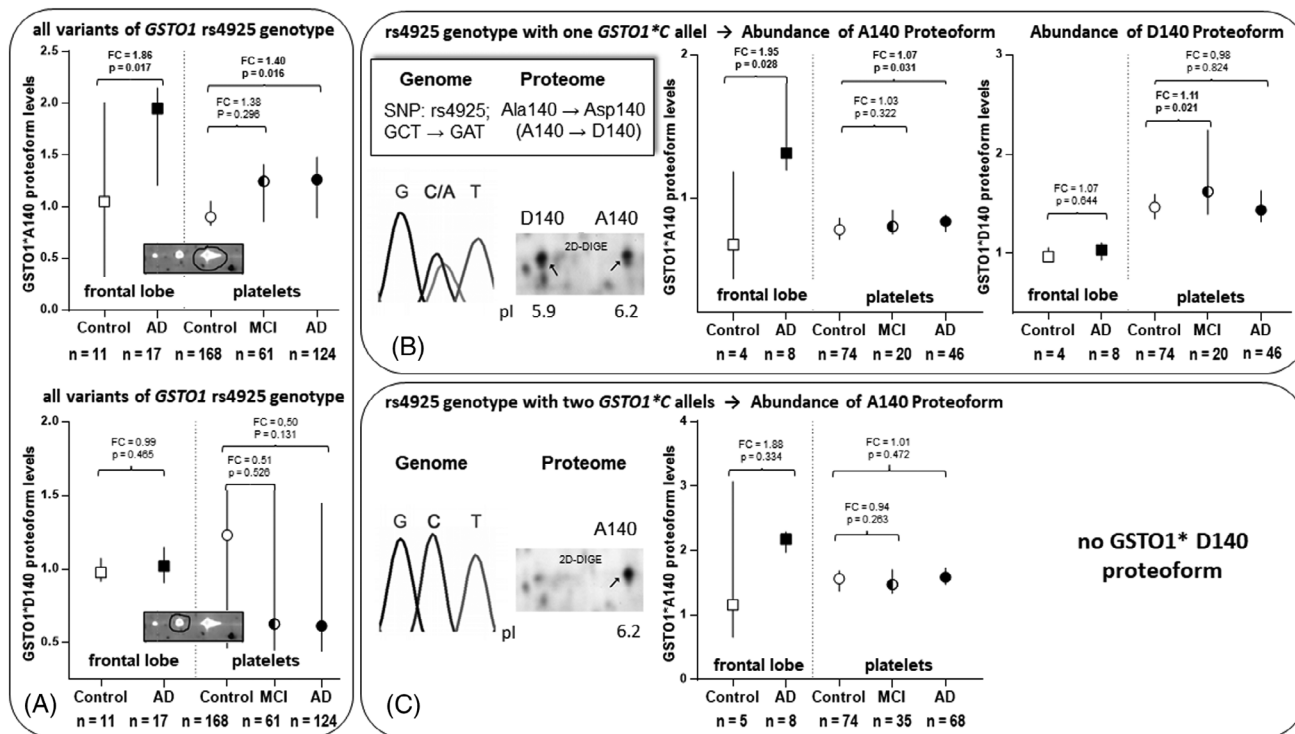 all variants of GSTO1 rs4925 genotype
GSTO1*A140 proteoform levels
2.5
2.0
1.5
1.0
0.5
0.0
FC = 1.86
p = 0.017
FC = 1.40
p = 0.016
FC = 1.38
P = 0.296
frontal lobe
platelets
Control AD Control MCI AD
n = 11 n = 17 n = 168 n = 61 n = 124
all variants of GSTO1 rs4925 genotype
GSTO1*D140 proteoform levels
2.0
1.5
1.0
0.5
FC = 0.99
p = 0.465
FC = 0,50
P = 0.131
FC = 0.51
p = 0.526
frontal lobe
platelets
Control AD Control MCI AD
n = 11 n = 17 n = 168 n = 61 n = 124
(A)
rs4925 genotype with one GSTO1*C allel → Abundance of A140 Proteoform
Abundance of D140 Proteoform
Genome Proteome
SNP: rs4925; Ala140 → Asp140
GCT → GAT (A140 → D140)
G C/A T
D140 A140
2D-DIGE
pI 5.9 6.2
GSTO1*A140 proteoform levels
2
1
0
FC = 1.95
p = 0.028
FC = 1.07
p = 0.031
FC = 1.03
p = 0.322
frontal lobe
platelets
Control AD Control MCI AD
n = 4 n = 8 n = 74 n = 20 n = 46
GSTO1*D140 proteoform levels
3
2
1
0
FC = 1.07
p = 0.644
FC = 0,98
p = 0.824
FC = 1.11
p = 0.021
frontal lobe
platelets
Control AD Control MCI AD
n = 4 n = 8 n = 74 n = 20 n = 46
(B)
rs4925 genotype with two GSTO1*C allels → Abundance of A140 Proteoform
Genome Proteome
G C T
A140
2D-DIGE
pI 6.2
GSTO1*A140 proteoform levels
4
3
2
1
0
FC = 1.88
p = 0.334
FC = 1.01
p = 0.472
FC = 0.94
p = 0.263
frontal lobe
platelets
Control AD Control MCI AD
n = 5 n = 8 n = 74 n = 35 n = 68
no GSTO1* D140
proteoform
(C)